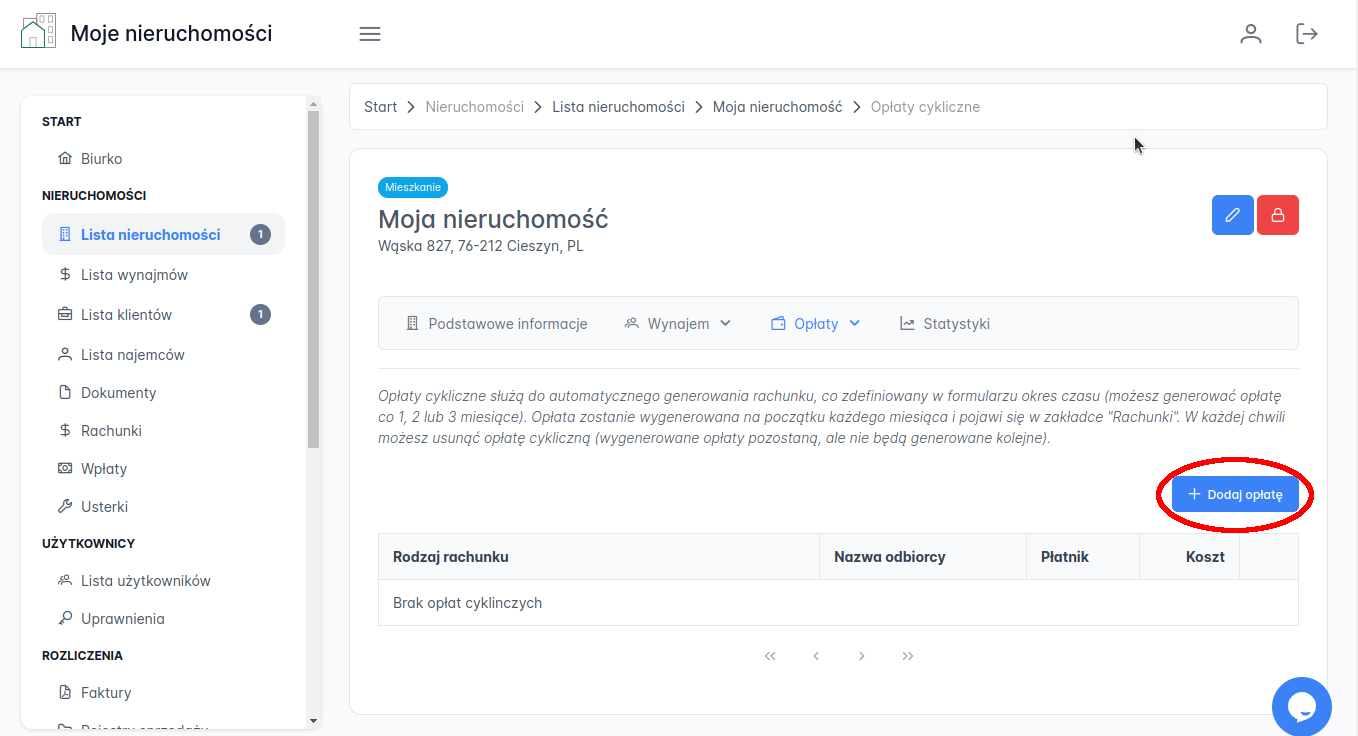 Moje nieruchomości
START
Biurko
NIERUCHOMOŚCI
Lista nieruchomości 1
Lista wynajmów
Lista klientów 1
Lista najemców
Dokumenty
Rachunki
Wpłaty
Usterki
UŻYTKOWNICY
Lista użytkowników
Uprawnienia
ROZLICZENIA
Faktury
Rejestry sprzedaży
Start > Nieruchomości > Lista nieruchomości > Moja nieruchomość > Opłaty cykliczne
Mieszkanie
Moja nieruchomość
Wąska 827, 76-212 Cieszyn, PL
Podstawowe informacje Wynajem Opłaty Statystyki
Opłaty cykliczne służą do automatycznego generowania rachunku, co zdefiniowany w formularzu okres czasu (możesz generować opłatę
co 1, 2 lub 3 miesiące). Opłata zostanie wygenerowana na początku każdego miesiąca i pojawi się w zakładce "Rachunki". W każdej chwili
możesz usunąć opłatę cykliczną (wygenerowane opłaty pozostaną, ale nie będą generowane kolejne).
+ Dodaj opłatę
Rodzaj rachunku Nazwa odbiorcy Płatnik Koszt
Brak opłat cyklinczych